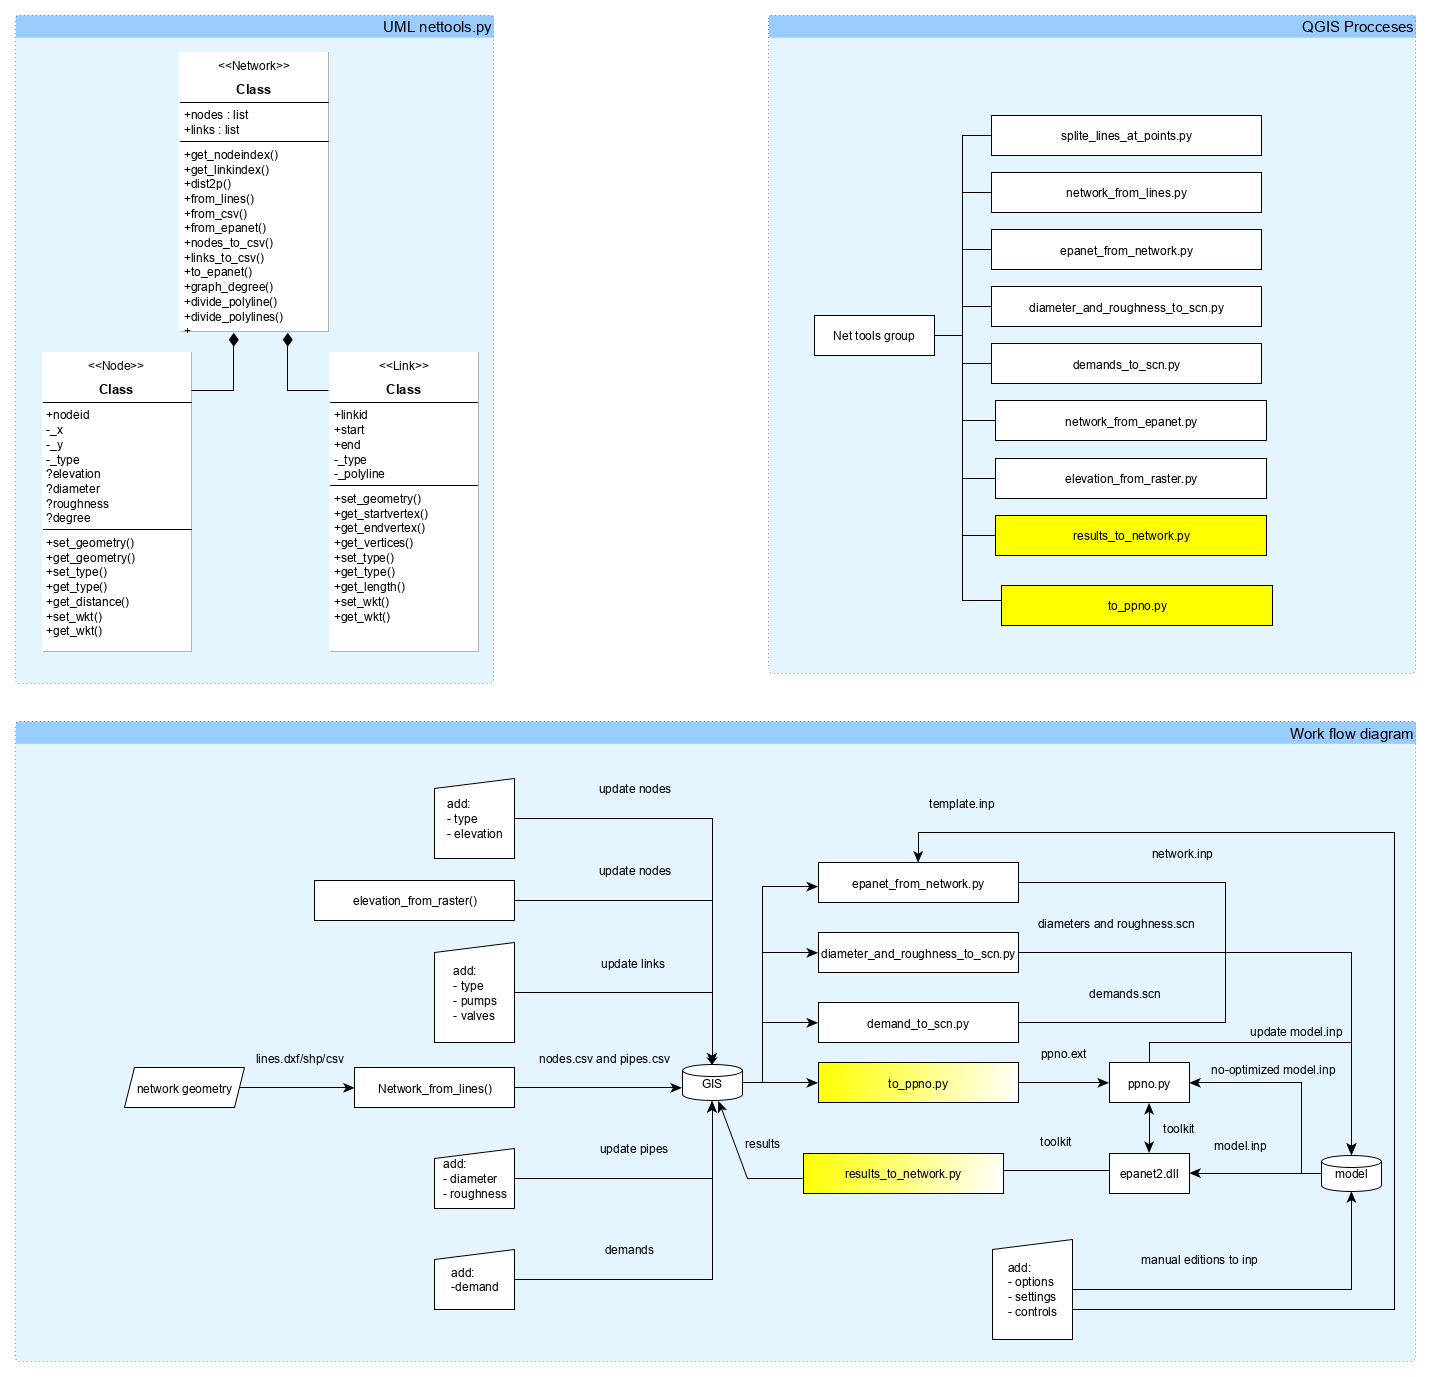 UML nettools.py
<<Network>>
Class
+nodes : list
+links : list
+get_nodeindex()
+get_linkindex()
+dist2p()
+from_lines()
+from_csv()
+from_epanet()
+nodes_to_csv()
+links_to_csv()
+to_epanet()
+graph_degree()
+divide_polyline()
+divide_polylines()
+
<<Node>>
Class
+nodeid
-_x
-_y
-_type
?elevation
?diameter
?roughness
?degree
+set_geometry()
+get_geometry()
+set_type()
+get_type()
+get_distance()
+set_wkt()
+get_wkt()
<<Link>>
Class
+linkid
+start
+end
-_type
-_polyline
+set_geometry()
+get_startvertex()
+get_endvertex()
+get_vertices()
+set_type()
+get_type()
+get_length()
+set_wkt()
+get_wkt()
QGIS Procceses
Net tools group
splite_lines_at_points.py
network_from_lines.py
epanet_from_network.py
diameter_and_roughness_to_scn.py
demands_to_scn.py
network_from_epanet.py
elevation_from_raster.py
results_to_network.py
to_ppno.py
Work flow diagram
add:
- type
- elevation
update nodes
elevation_from_raster()
update nodes
add:
- type
- pumps
- valves
update links
network geometry
lines.dxf/shp/csv
Network_from_lines()
nodes.csv and pipes.csv
GIS
add:
- diameter
- roughness
update pipes
add:
-demand
demands
template.inp
epanet_from_network.py
network.inp
diameter_and_roughness_to_scn.py
diameters and roughness.scn
demand_to_scn.py
demands.scn
update model.inp
to_ppno.py
ppno.ext
ppno.py
no-optimized model.inp
toolkit
results
results_to_network.py
toolkit
epanet2.dll
model.inp
model
add:
- options
- settings
- controls
manual editions to inp